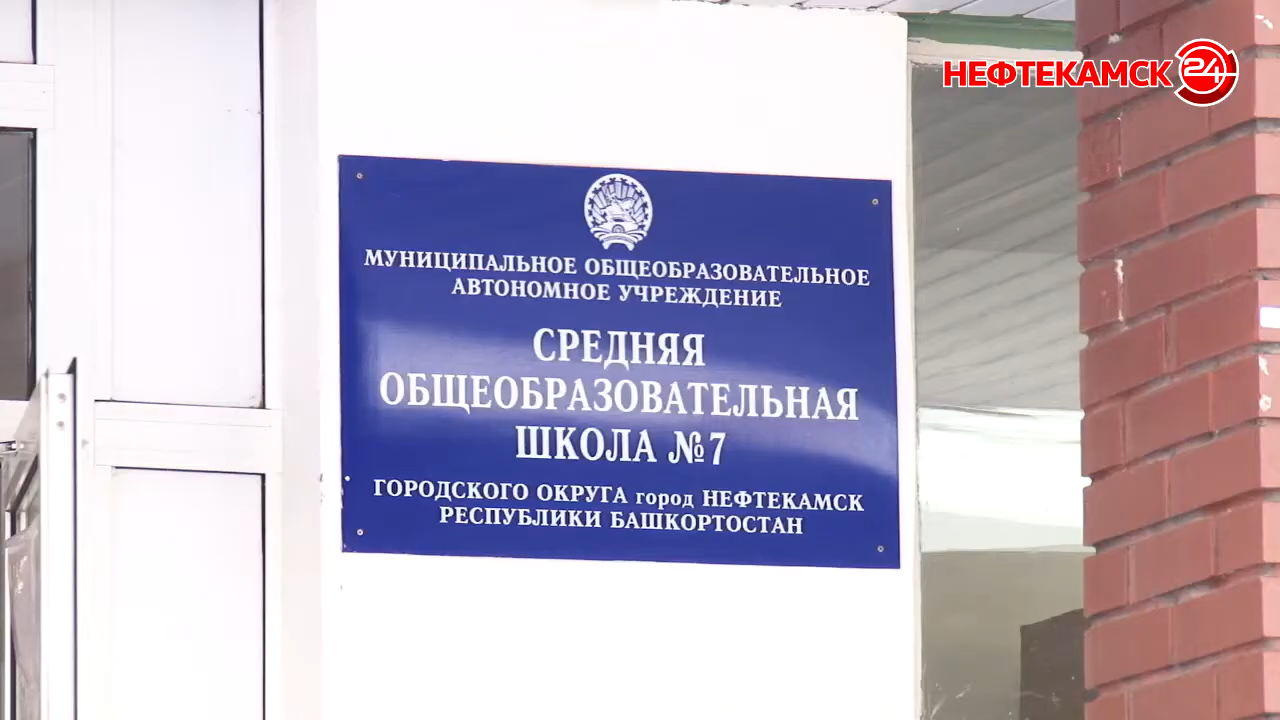 НЕФТЕКАМСК 24
МУНИЦИПАЛЬНОЕ ОБЩЕОБРАЗОВАТЕЛЬНОЕ
АВТОНОМНОЕ УЧРЕЖДЕНИЕ
СРЕДНЯЯ
ОБЩЕОБРАЗОВАТЕЛЬНАЯ
ШКОЛА №7
ГОРОДСКОГО ОКРУГА город НЕФТЕКАМСК
РЕСПУБЛИКИ БАШКОРТОСТАН